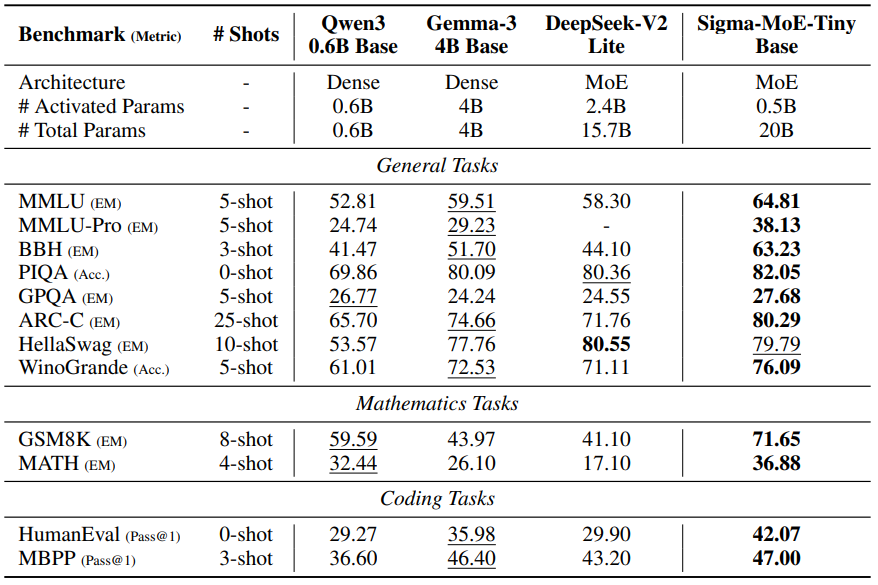 Benchmark (Metric) # Shots Qwen3 0.6B Base Gemma-3 4B Base DeepSeek-V2 Lite Sigma-MoE-Tiny Base
Architecture - Dense Dense MoE MoE
# Activated Params - 0.6B 4B 2.4B 0.5B
# Total Params - 0.6B 4B 15.7B 20B
General Tasks
MMLU (EM) 5-shot 52.81 59.51 58.30 64.81
MMLU-Pro (EM) 5-shot 24.74 29.23 - 38.13
BBH (EM) 3-shot 41.47 51.70 44.10 63.23
PIQA (Acc.) 0-shot 69.86 80.09 80.36 82.05
GPQA (EM) 5-shot 26.77 24.24 24.55 27.68
ARC-C (EM) 25-shot 65.70 74.66 71.76 80.29
HellaSwag (EM) 10-shot 53.57 77.76 80.55 79.79
WinoGrande (Acc.) 5-shot 61.01 72.53 71.11 76.09
Mathematics Tasks
GSM8K (EM) 8-shot 59.59 43.97 41.10 71.65
MATH (EM) 4-shot 32.44 26.10 17.10 36.88
Coding Tasks
HumanEval (Pass@1) 0-shot 29.27 35.98 29.90 42.07
MBPP (Pass@1) 3-shot 36.60 46.40 43.20 47.00